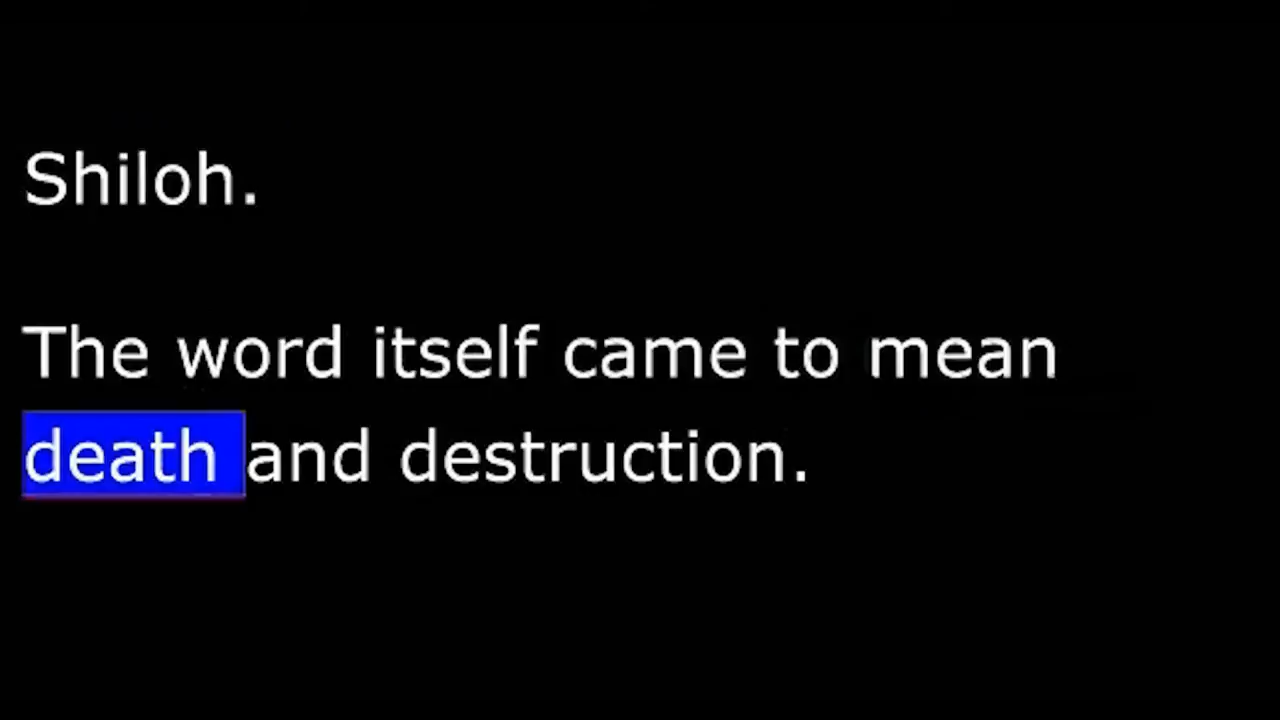 Shiloh.
The word itself came to mean
death and destruction.